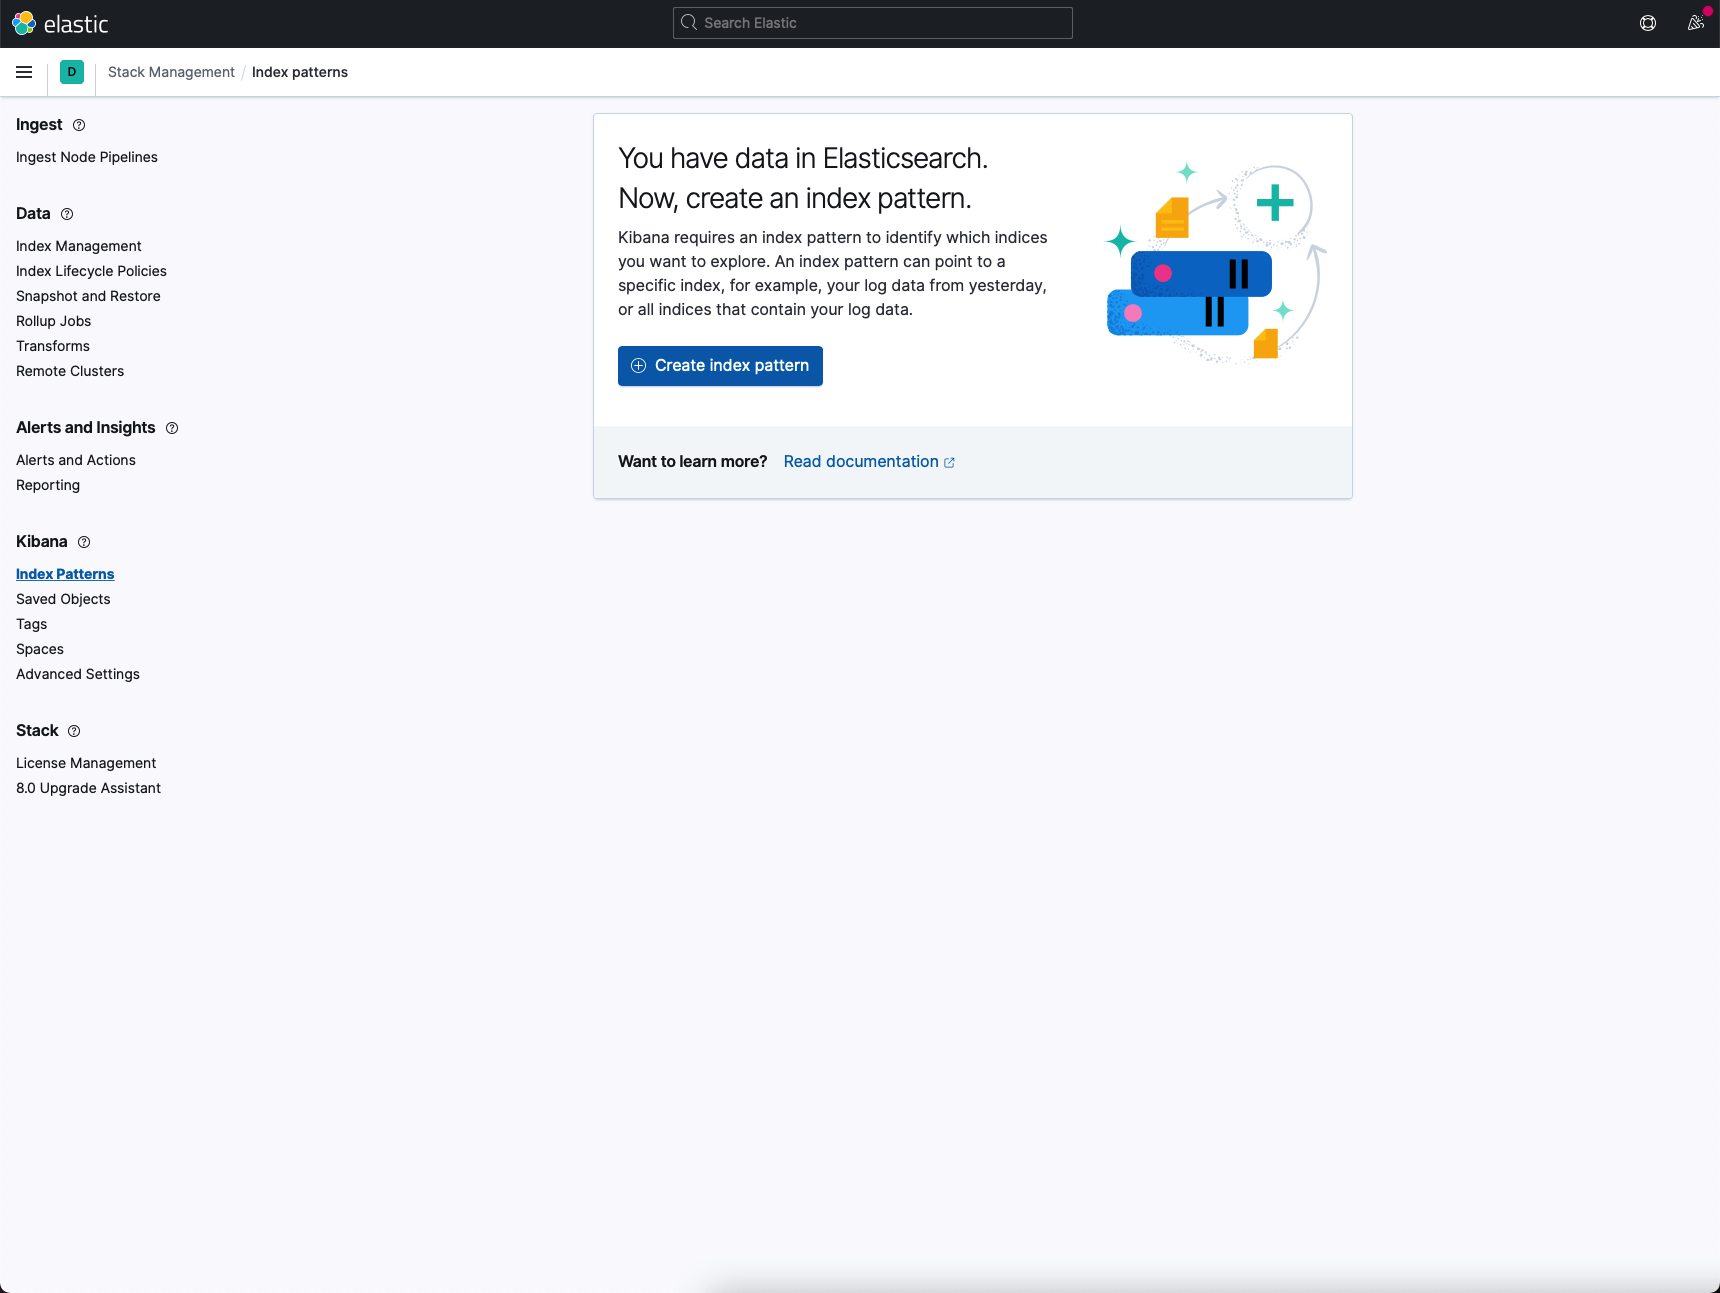 elastic
Search Elastic
D
Stack Management / Index patterns
Ingest
Ingest Node Pipelines
Data
Index Management
Index Lifecycle Policies
Snapshot and Restore
Rollup Jobs
Transforms
Remote Clusters
Alerts and Insights
Alerts and Actions
Reporting
Kibana
Index Patterns
Saved Objects
Tags
Spaces
Advanced Settings
Stack
License Management
8.0 Upgrade Assistant
You have data in Elasticsearch.
Now, create an index pattern.
Kibana requires an index pattern to identify which indices
you want to explore. An index pattern can point to a
specific index, for example, your log data from yesterday,
or all indices that contain your log data.
Create index pattern
Want to learn more? Read documentation